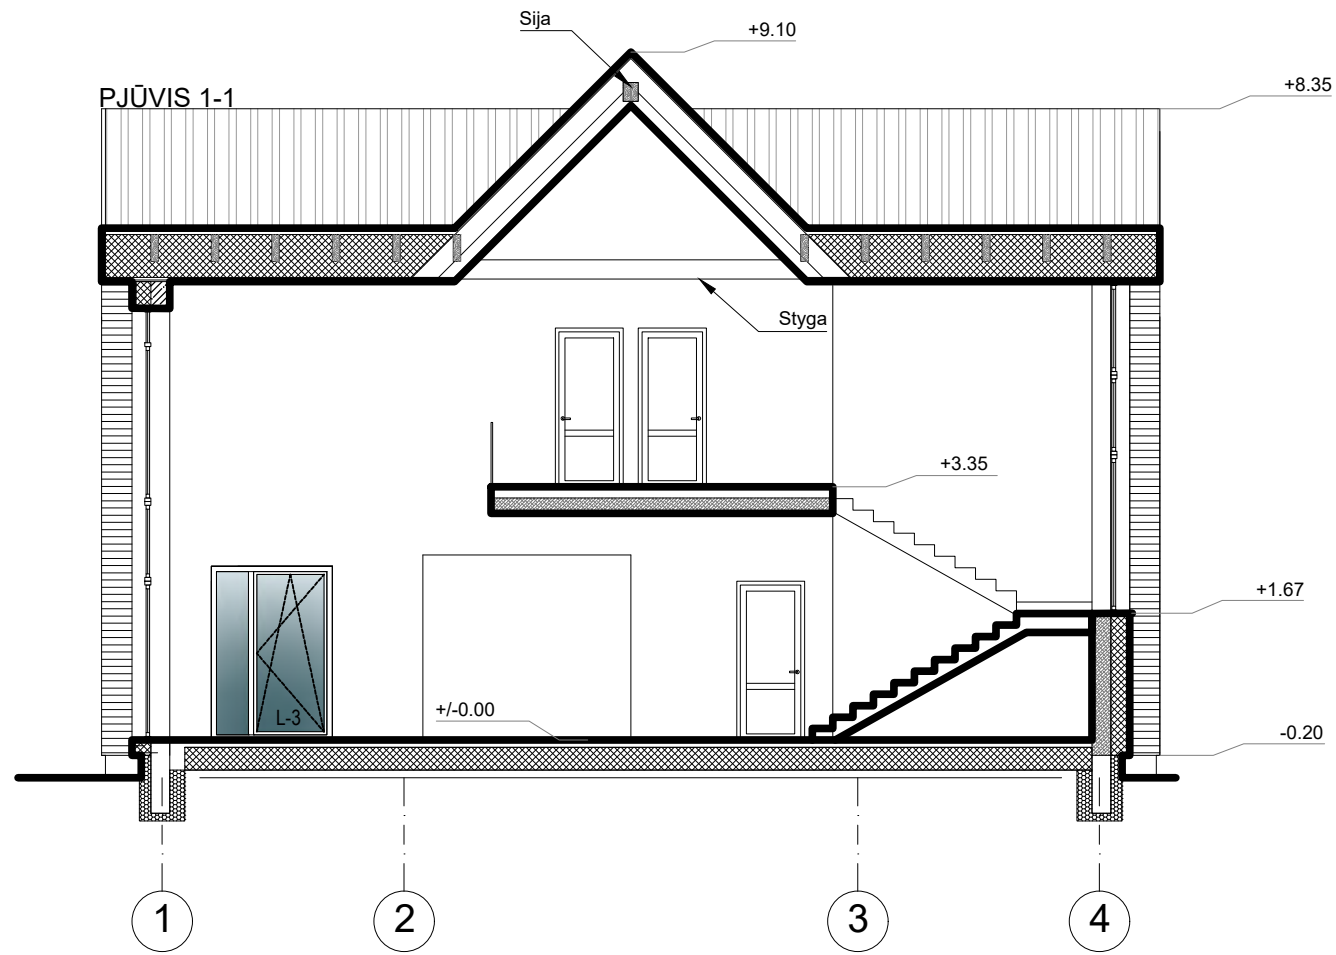 Sija
+9.10
PJŪVIS 1-1
+8.35
Styga
+3.35
+1.67
L-3
+/-0.00
-0.20
1
2
3
4